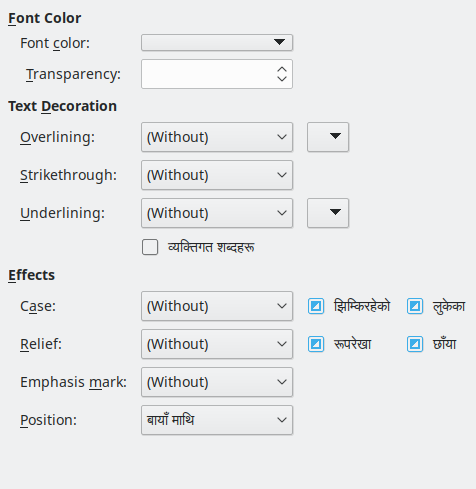 Font Color
Font color:
Transparency:
Text Decoration
Overlining: (Without)
Strikethrough: (Without)
Underlining: (Without)
व्यक्तिगत शब्दहरू
Effects
Case: (Without) झिम्किरहेको लुकेका
Relief: (Without) रूपरेखा छाँया
Emphasis mark: (Without)
Position: बायाँ माथि